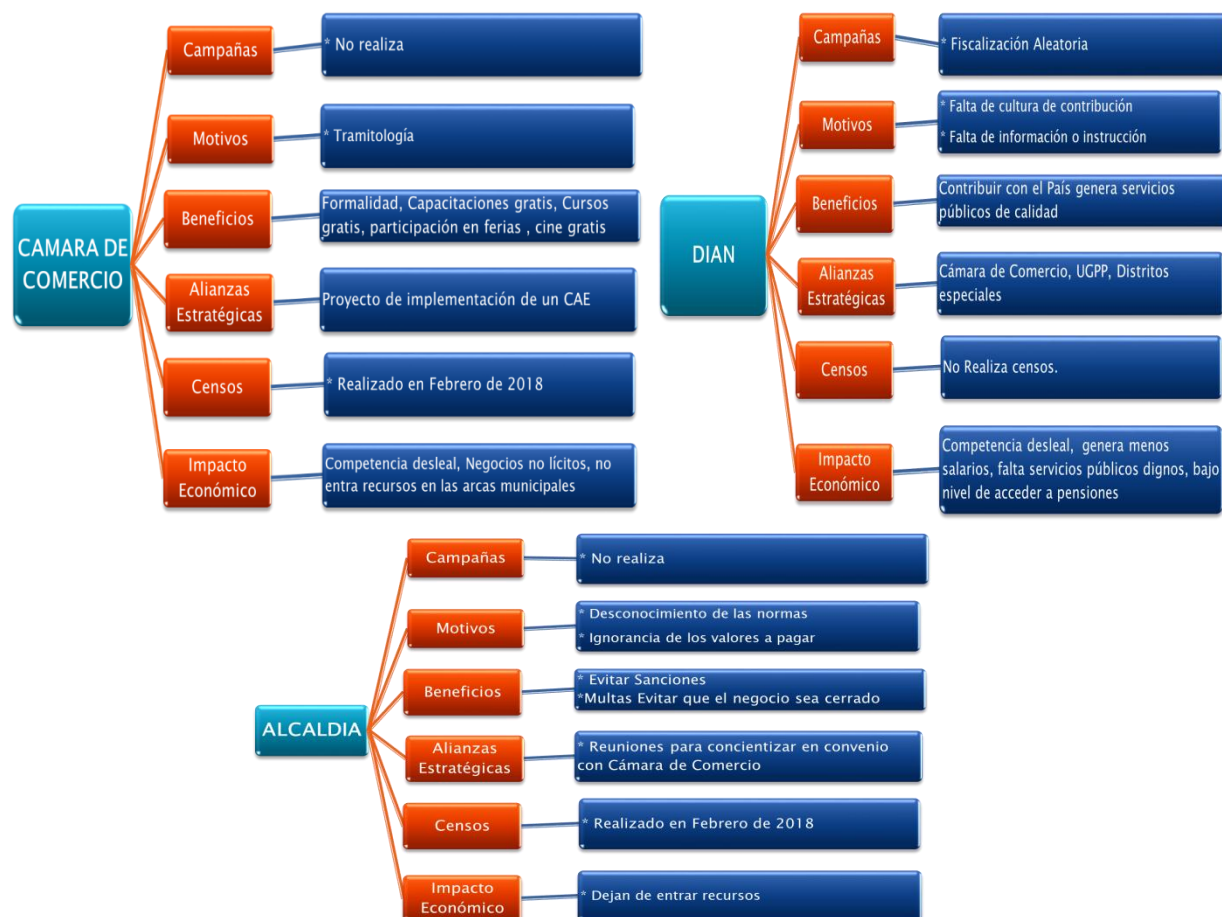 CAMARA DE
COMERCIO
Campañas
* No realiza
Motivos
* Tramitología
Beneficios
Formalidad, Capacitaciones gratis, Cursos
gratis, participación en ferias , cine gratis
Alianzas
Estratégicas
Proyecto de implementación de un CAE
Censos
* Realizado en Febrero de 2018
Impacto
Económico
Competencia desleal, Negocios no lícitos, no
entra recursos en las arcas municipales
DIAN
Campañas
* Fiscalización Aleatoria
Motivos
* Falta de cultura de contribución
* Falta de información o instrucción
Beneficios
Contribuir con el País genera servicios
públicos de calidad
Alianzas
Estratégicas
Cámara de Comercio, UGPP, Distritos
especiales
Censos
No Realiza censos.
Impacto
Económico
Competencia desleal, genera menos
salarios, falta servicios públicos dignos, bajo
nivel de acceder a pensiones
ALCALDIA
Campañas
* No realiza
Motivos
* Desconocimiento de las normas
* Ignorancia de los valores a pagar
Beneficios
* Evitar Sanciones
*Multas Evitar que el negocio sea cerrado
Alianzas
Estratégicas
* Reuniones para concientizar en convenio
con Cámara de Comercio
Censos
* Realizado en Febrero de 2018
Impacto
Económico
* Dejan de entrar recursos